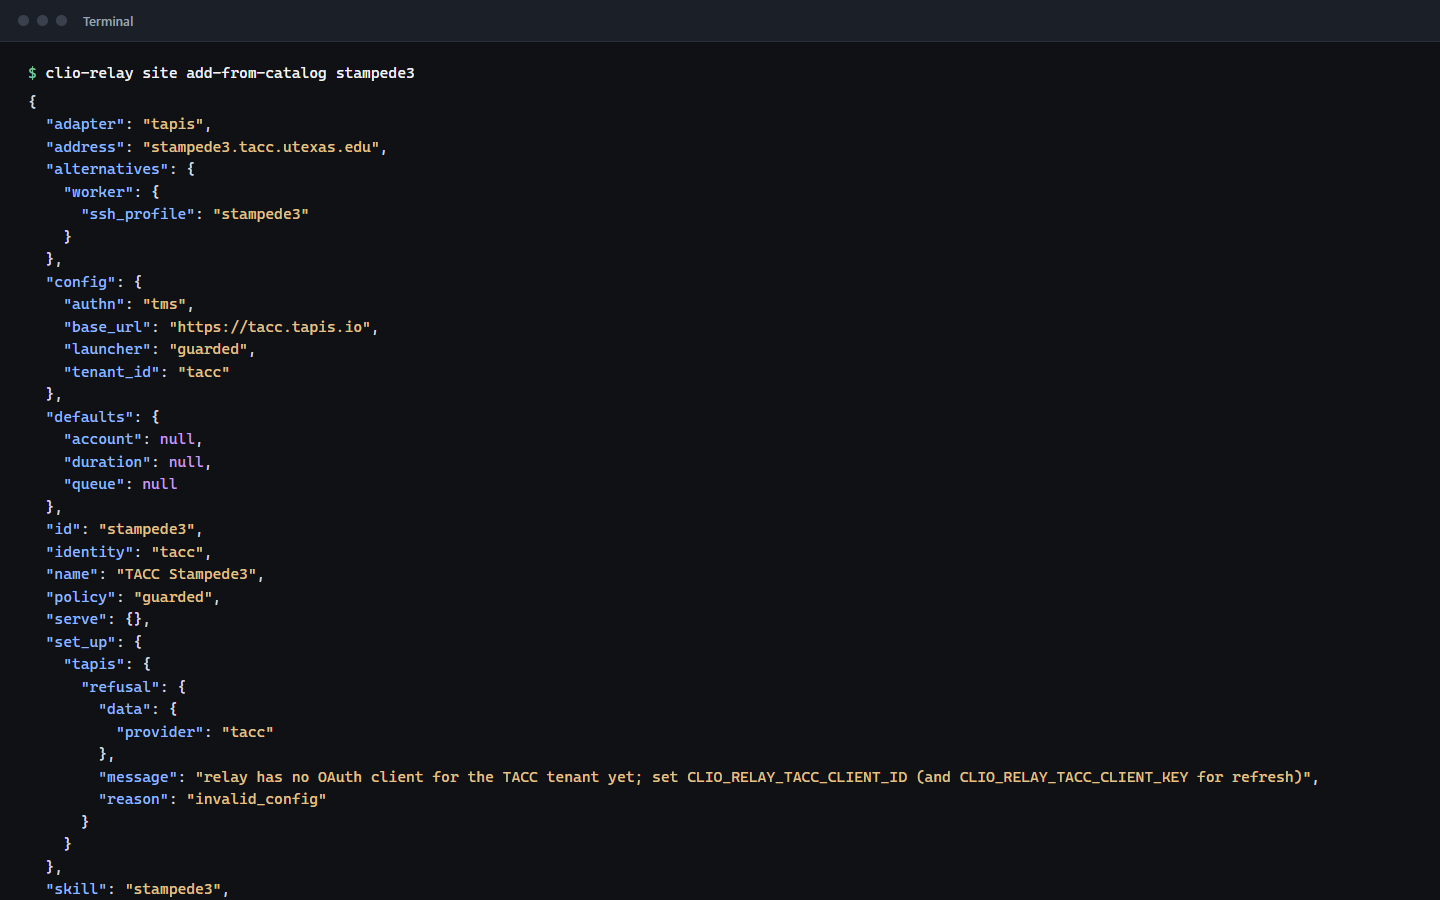 Terminal
$ clio-relay site add-from-catalog stampede3
{
  "adapter": "tapis",
  "address": "stampede3.tacc.utexas.edu",
  "alternatives": {
    "worker": {
      "ssh_profile": "stampede3"
    }
  },
  "config": {
    "authn": "tms",
    "base_url": "https://tacc.tapis.io",
    "launcher": "guarded",
    "tenant_id": "tacc"
  },
  "defaults": {
    "account": null,
    "duration": null,
    "queue": null
  },
  "id": "stampede3",
  "identity": "tacc",
  "name": "TACC Stampede3",
  "policy": "guarded",
  "serve": {},
  "set_up": {
    "tapis": {
      "refusal": {
        "data": {
          "provider": "tacc"
        },
        "message": "relay has no OAuth client for the TACC tenant yet; set CLIO_RELAY_TACC_CLIENT_ID (and CLIO_RELAY_TACC_CLIENT_KEY for refresh)",
        "reason": "invalid_config"
      }
    }
  },
  "skill": "stampede3",